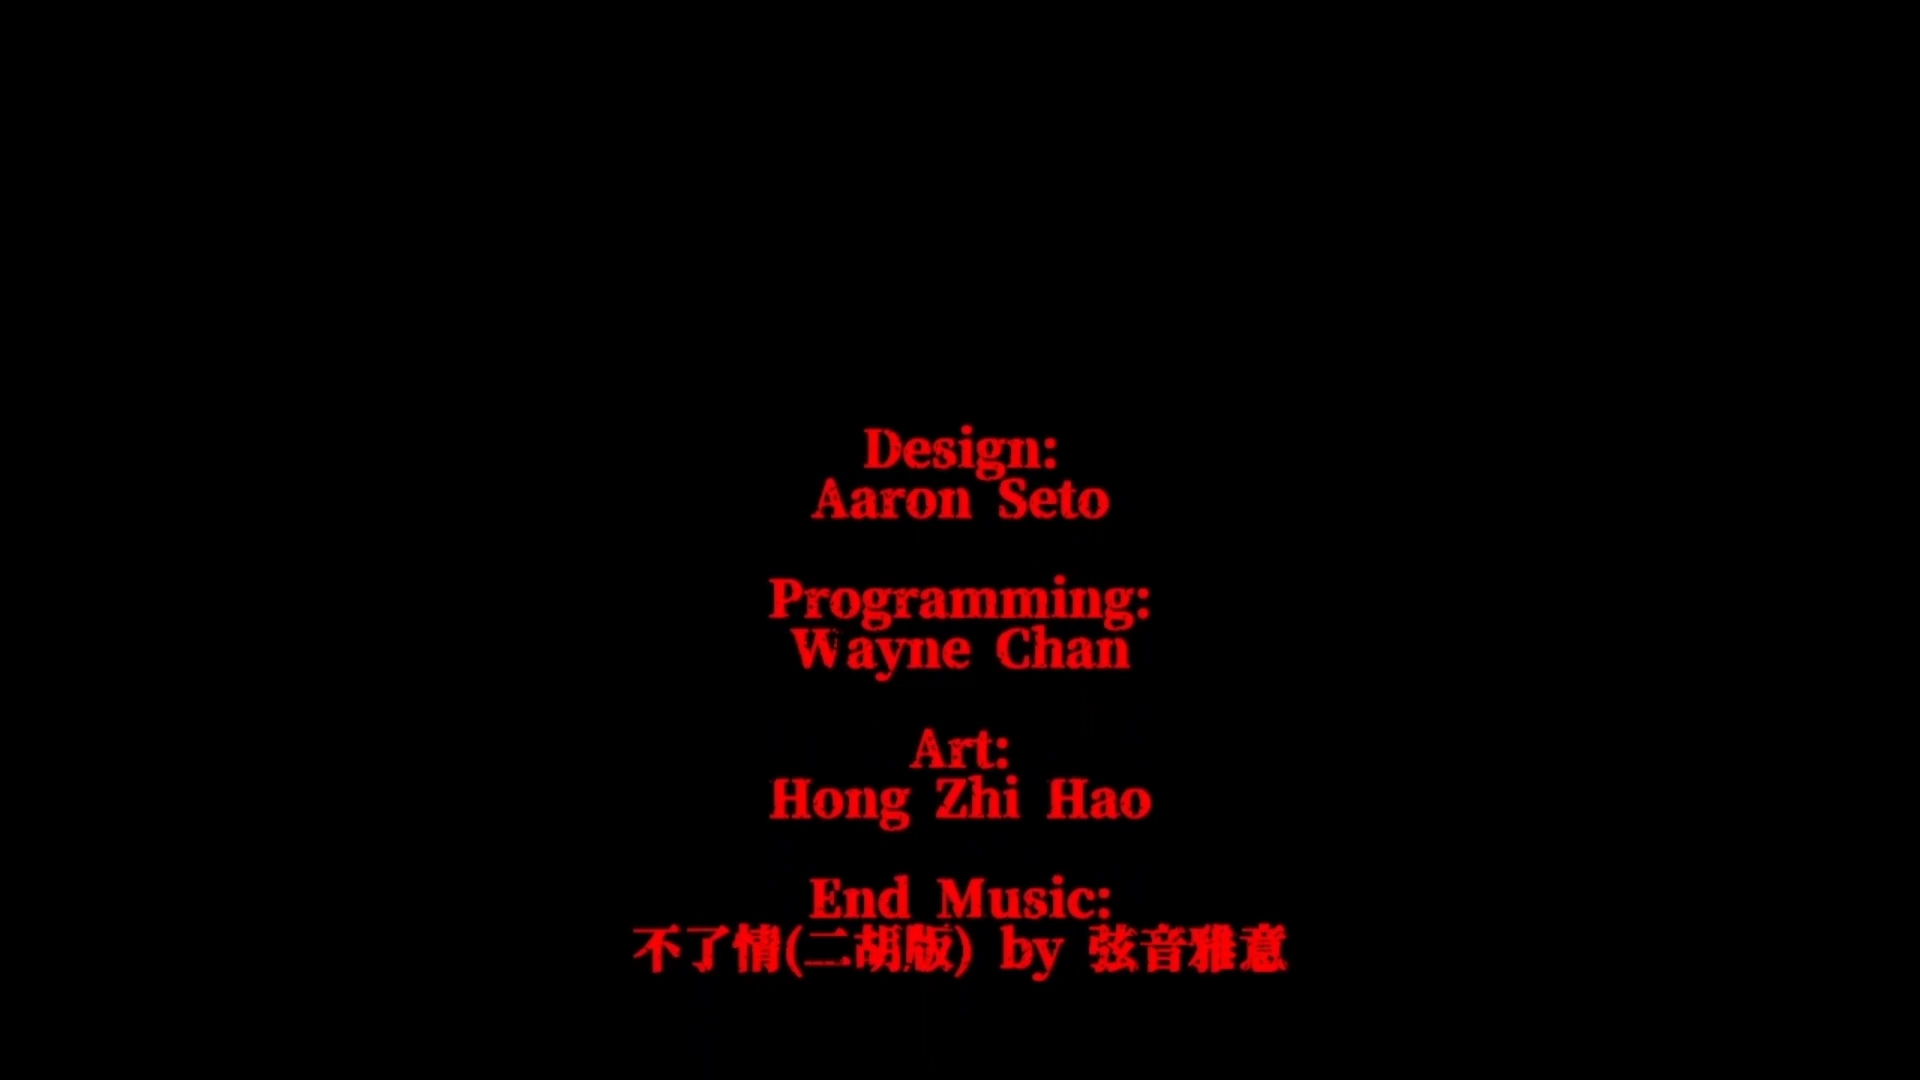 Design:
Aaron Seto
Programming:
Wayne Chan
Art:
Hong Zhi Hao
End Music:
不了情(二胡版) by 弦音雅意